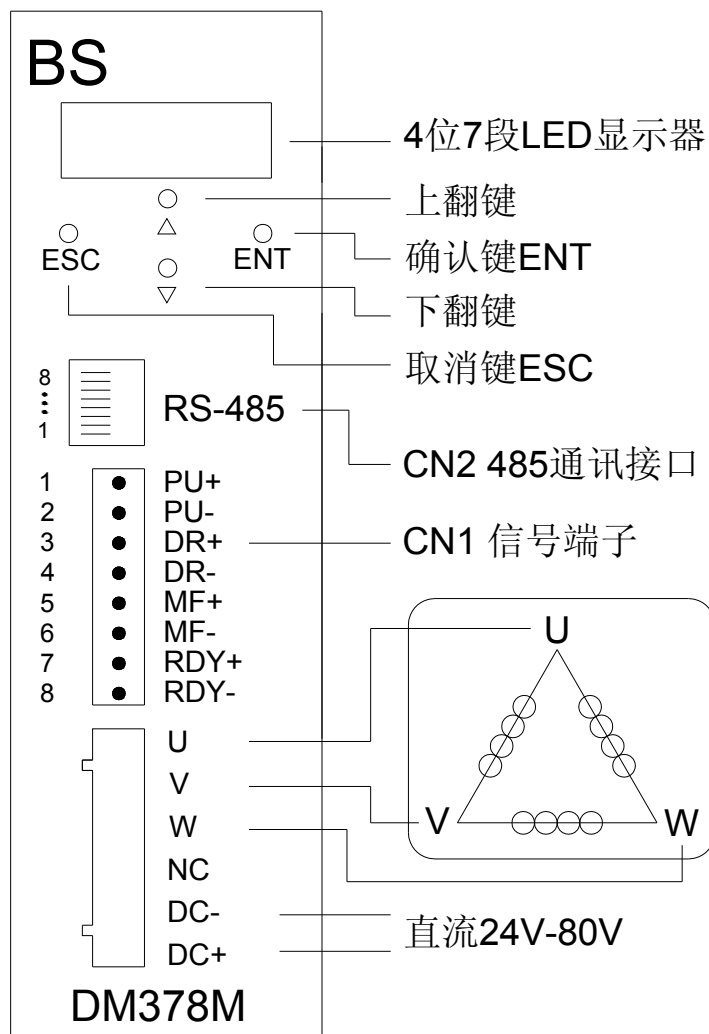 BS
4位7段LED显示器
上翻键
ESC
ENT
确认键ENT
下翻键
取消键ESC
8
1
RS-485
CN2 485通讯接口
1 PU+
2 PU-
3 DR+
CN1 信号端子
4 DR-
5 MF+
6 MF-
7 RDY+
8 RDY-
U
U
V
W
V
W
NC
DC-
直流24V-80V
DC+
DM378M